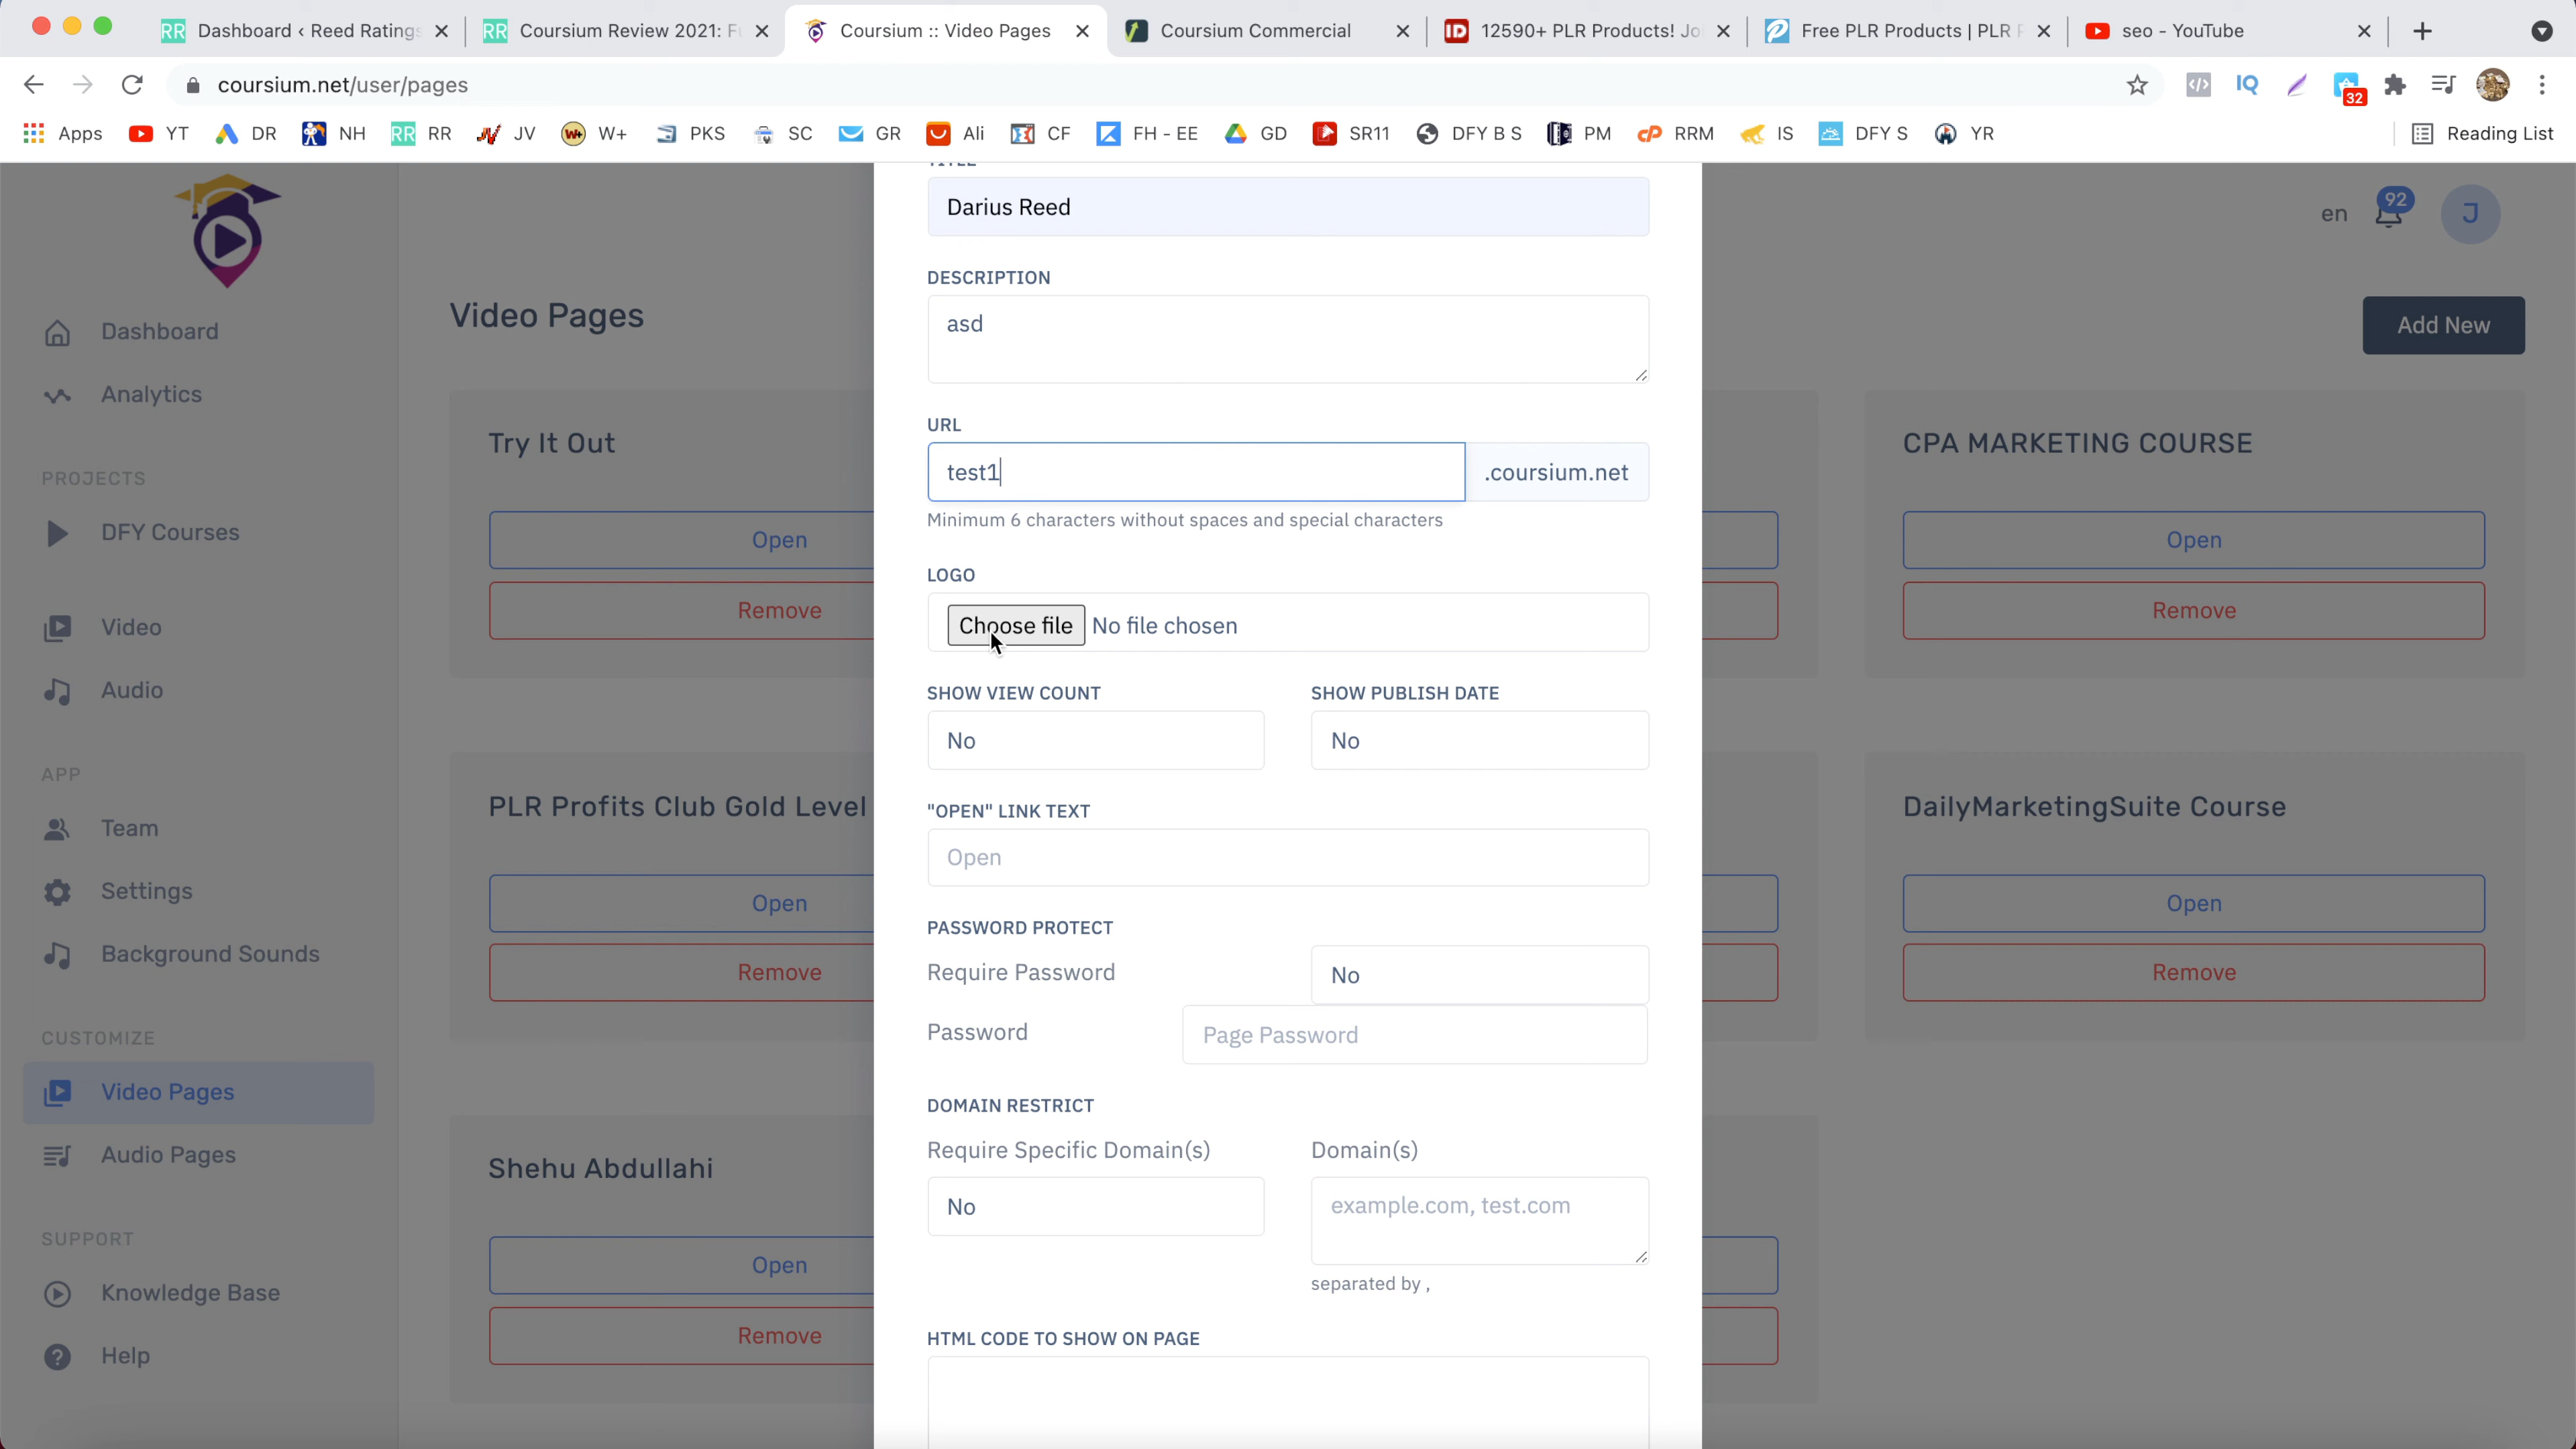 Dashboard ‹ Reed Ratings
Coursium Review 2021: Fu
Coursium :: Video Pages
Coursium Commercial
12590+ PLR Products! Joi
Free PLR Products | PLR P
seo - YouTube
coursium.net/user/pages
32
Apps
YT
DR
NH
RR
JV
W+
PKS
SC
GR
Ali
CF
FH - EE
GD
SR11
DFY B S
PM
RRM
IS
DFY S
YR
Reading List
TITLE
Darius Reed
en
92
J
DESCRIPTION
asd
Video Pages
Add New
Dashboard
Analytics
PROJECTS
DFY Courses
Video
Audio
APP
Team
Settings
Background Sounds
CUSTOMIZE
Video Pages
Audio Pages
SUPPORT
Knowledge Base
Help
Try It Out
Open
Remove
PLR Profits Club Gold Level
Open
Remove
Shehu Abdullahi
Open
Remove
URL
test1
.coursium.net
Minimum 6 characters without spaces and special characters
LOGO
Choose file No file chosen
SHOW VIEW COUNT
No
SHOW PUBLISH DATE
No
"OPEN" LINK TEXT
Open
PASSWORD PROTECT
Require Password
No
Password
Page Password
DOMAIN RESTRICT
Require Specific Domain(s)
No
Domain(s)
example.com, test.com
separated by ,
HTML CODE TO SHOW ON PAGE
CPA MARKETING COURSE
Open
Remove
DailyMarketingSuite Course
Open
Remove